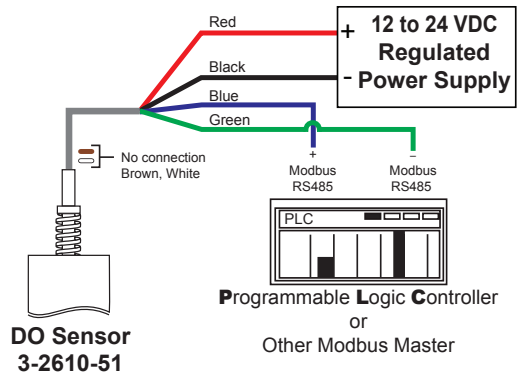 Red
+ 12 to 24 VDC
Regulated
- Power Supply
Black
Blue
Green
No connection
Brown, White
+
Modbus
RS485
–
Modbus
RS485
PLC
Programmable Logic Controller
or
Other Modbus Master
DO Sensor
3-2610-51